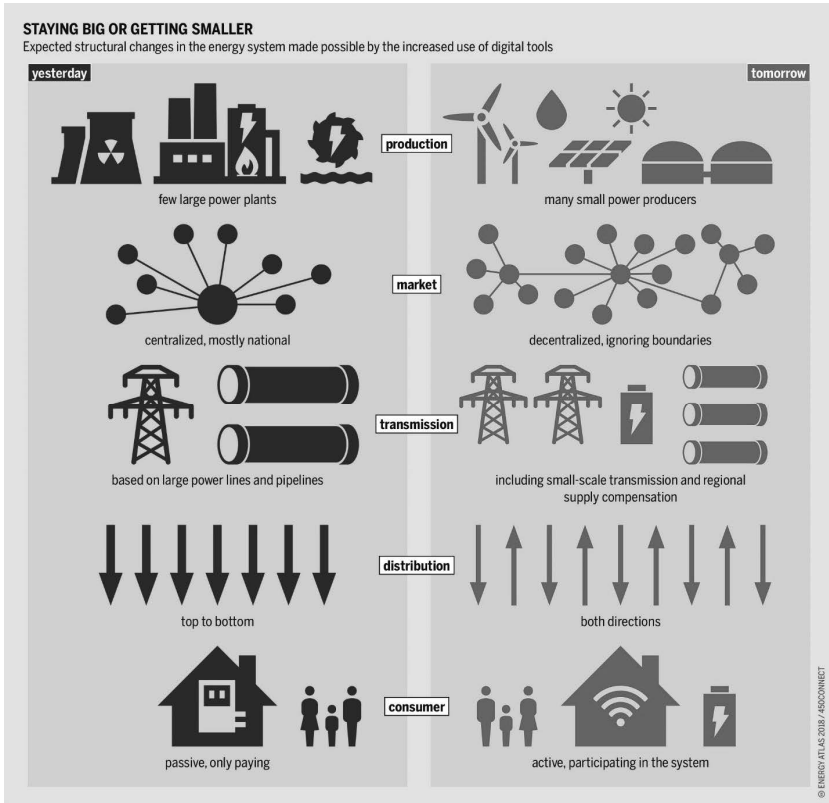 STAYING BIG OR GETTING SMALLER
Expected structural changes in the energy system made possible by the increased use of digital tools
yesterday
tomorrow
production
few large power plants
many small power producers
market
centralized, mostly national
decentralized, ignoring boundaries
transmission
based on large power lines and pipelines
including small-scale transmission and regional
supply compensation
distribution
top to bottom
both directions
consumer
passive, only paying
active, participating in the system
© ENERGY ATLAS 2018 / 450CONNECT